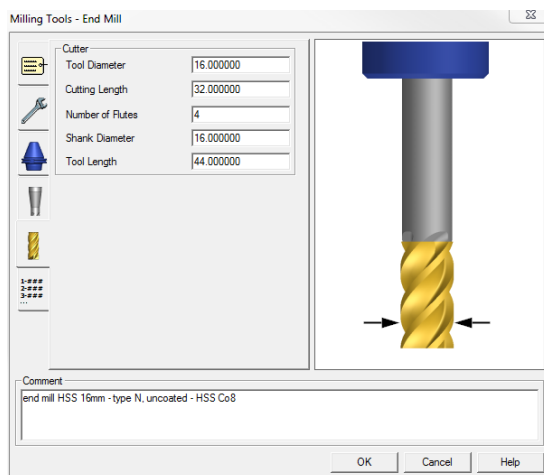 Milling Tools - End Mill
Cutter
Tool Diameter 16.000000
Cutting Length 32.000000
Number of Flutes 4
Shank Diameter 16.000000
Tool Length 44.000000
1-###
2-###
3-###
...
Comment
end mill HSS 16mm - type N, uncoated - HSS Co8
OK Cancel Help